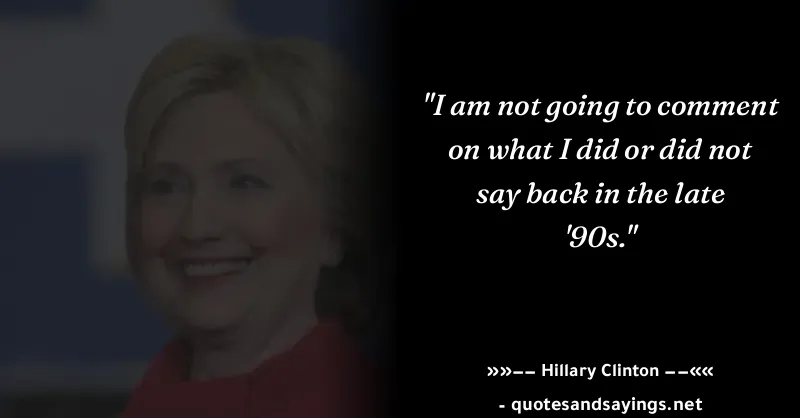 "I am not going to comment
on what I did or did not
say back in the late
'90s."
»»−− Hillary Clinton −−««
- quotesandsayings.net